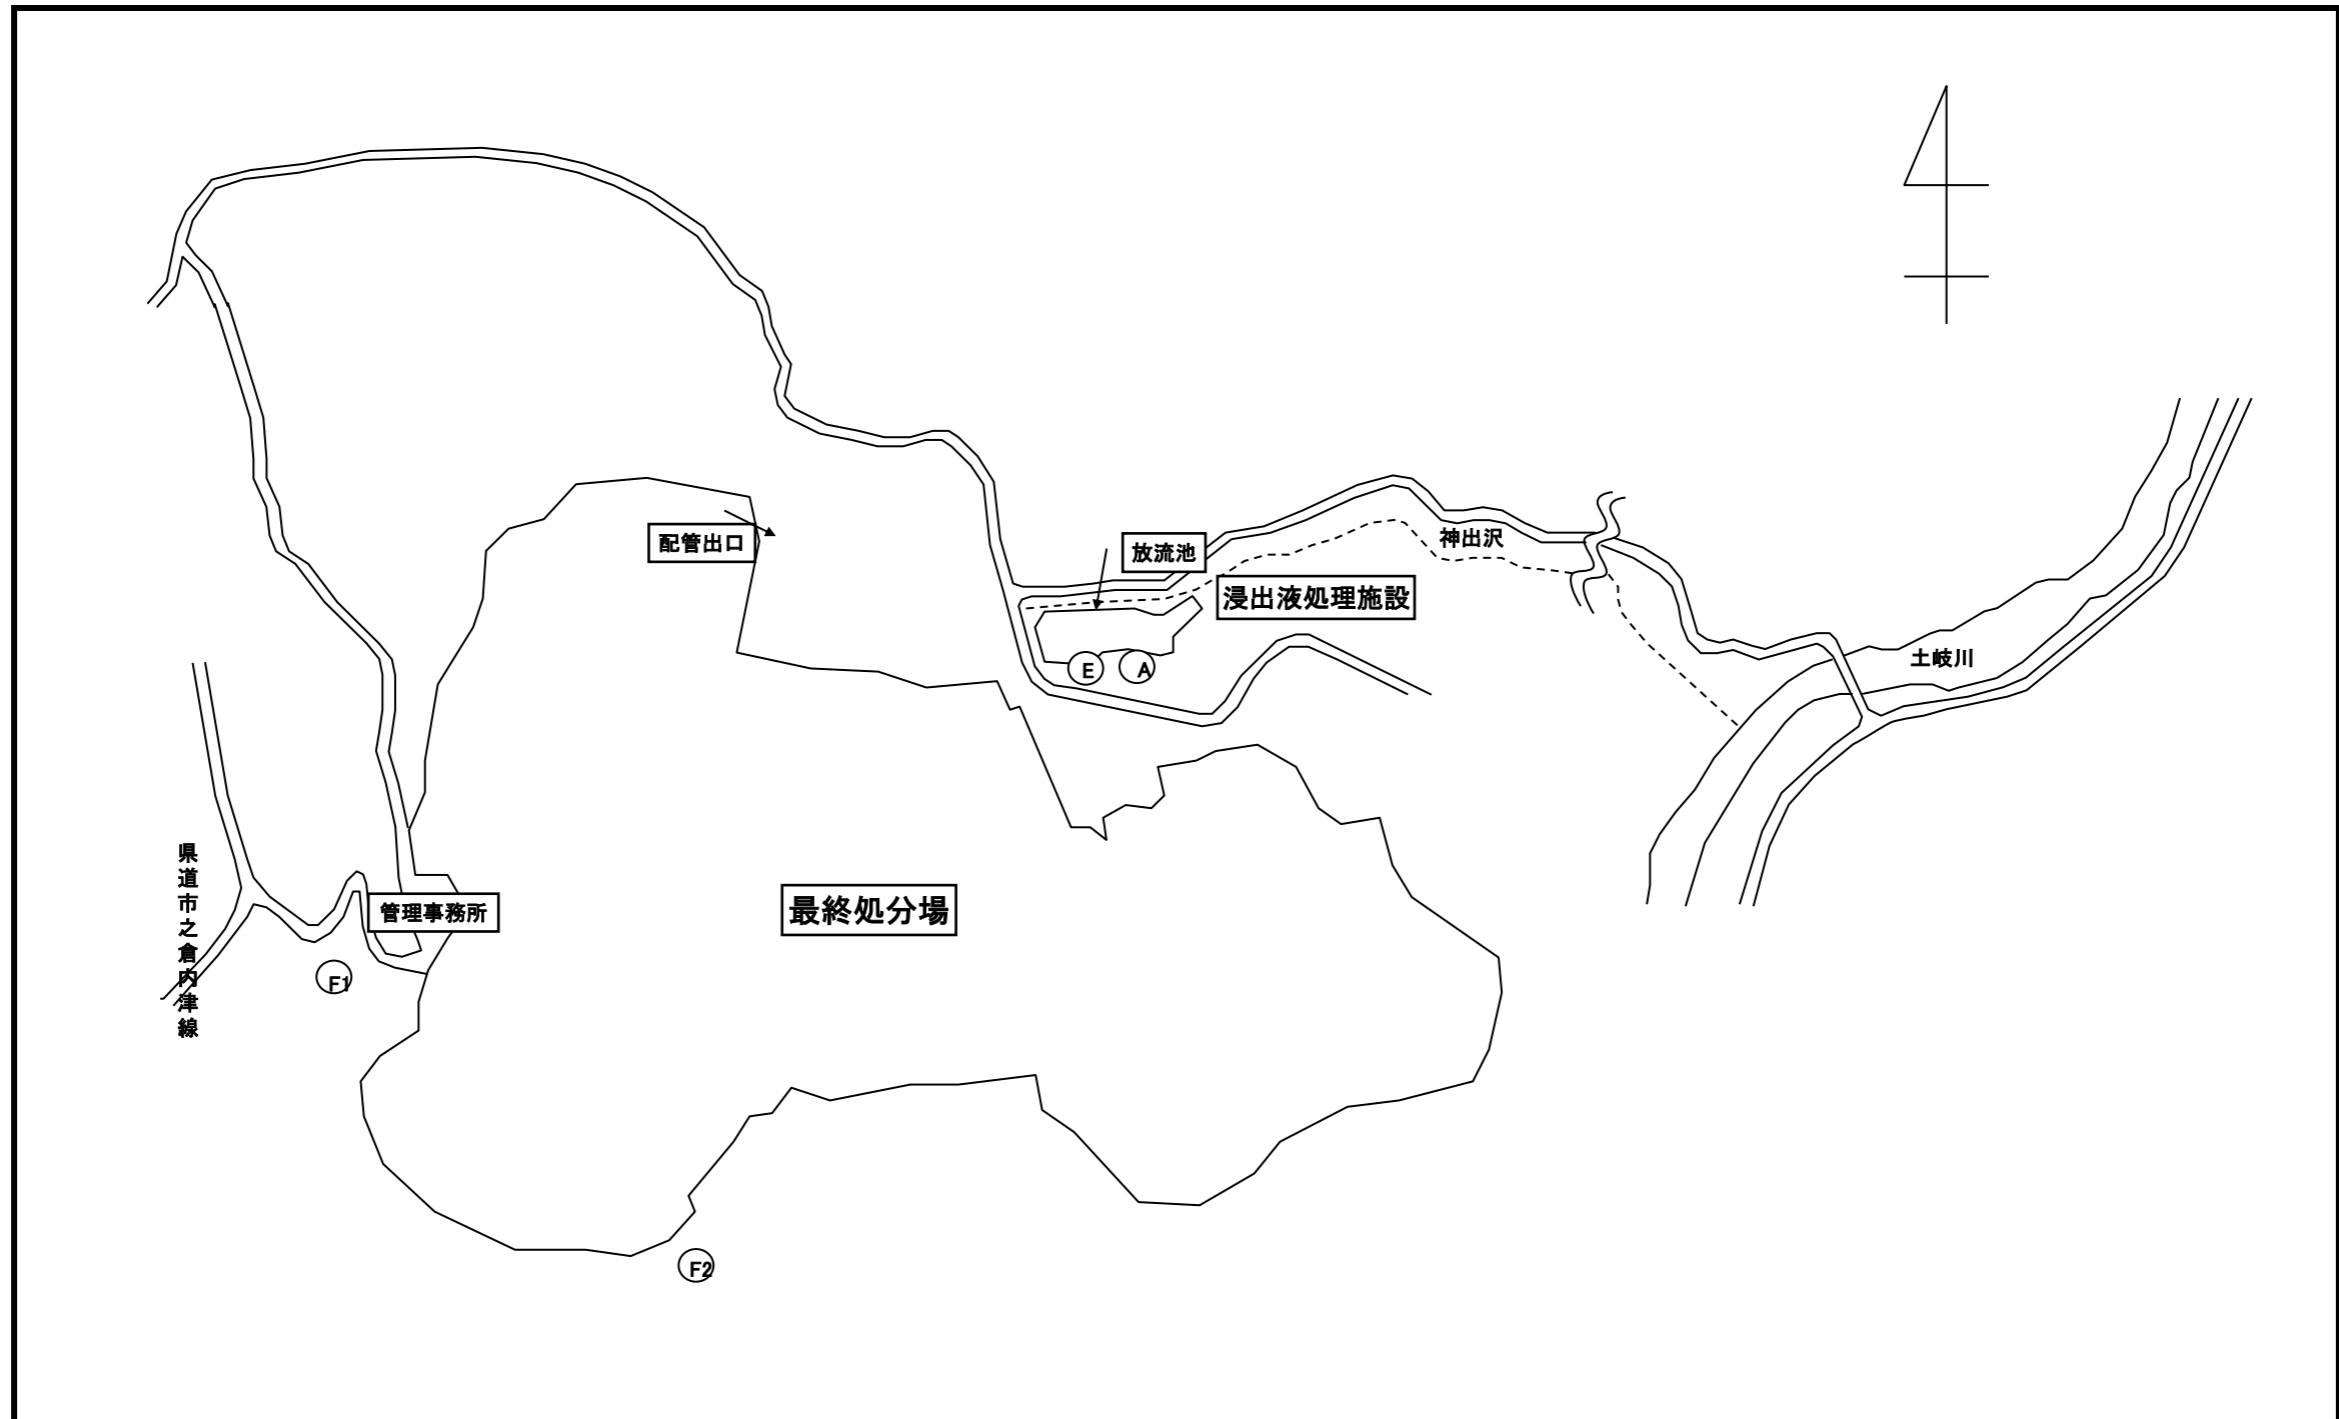 神出沢
配管出口
放流池
浸出液処理施設
土岐川
E
A
県道市之倉内津線
管理事務所
最終処分場
F1
F2